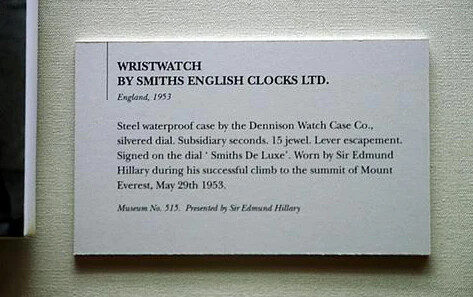 WRISTWATCH
BY SMITHS ENGLISH CLOCKS LTD.
England, 1953
Steel waterproof case by the Dennison Watch Case Co.,
silvered dial. Subsidiary seconds. 15 jewel. Lever escapement.
Signed on the dial ‘ Smiths De Luxe’. Worn by Sir Edmund
Hillary during his successful climb to the summit of Mount
Everest, May 29th 1953.
Museum No. 515. Presented by Sir Edmund Hillary